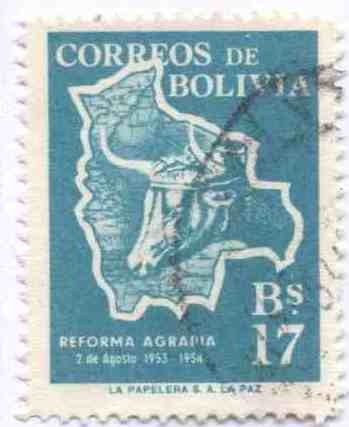 CORREOS DE
BOLIVIA
Bs.
17
REFORMA AGRARIA
2 de Agosto 1953 - 1954
LA PAPELERA S. A. LA PAZ